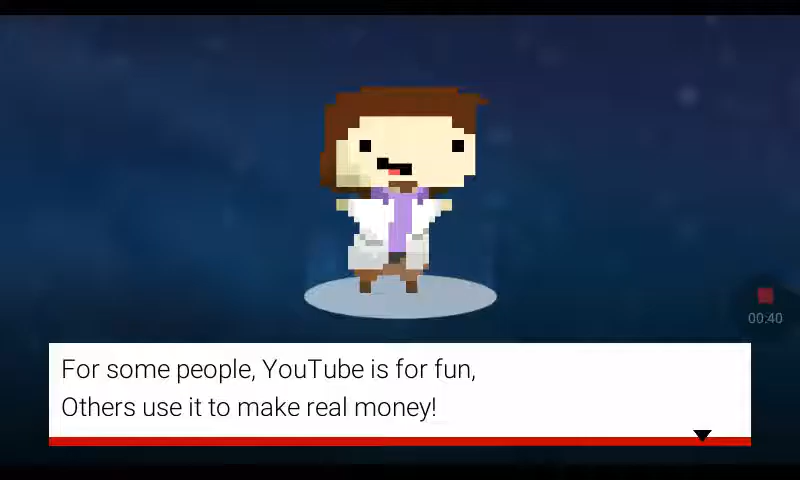 00:40
For some people, YouTube is for fun,
Others use it to make real money!